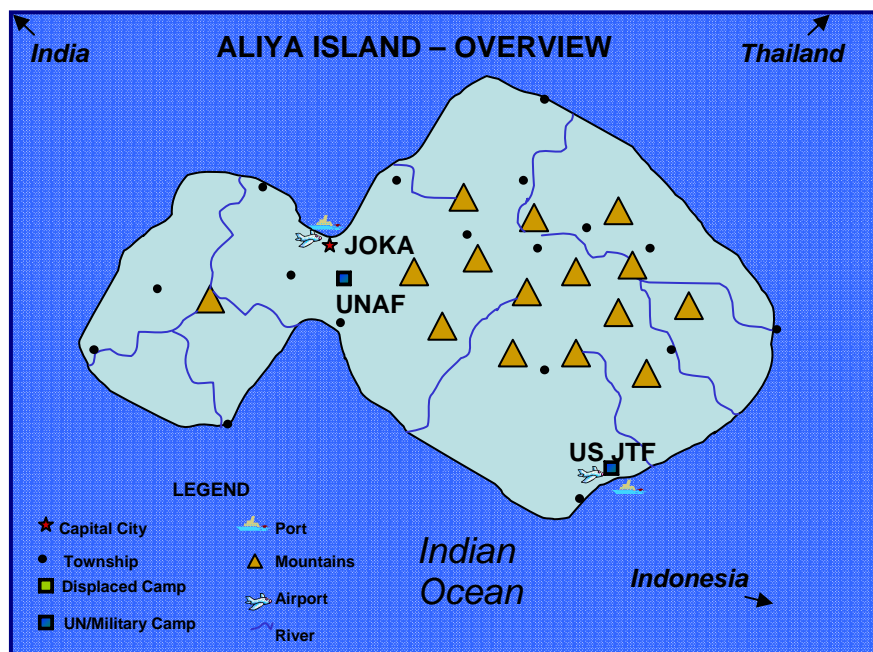 ALIYA ISLAND – OVERVIEW
India
Thailand
JOKA
UNAF
US JTF
LEGEND
Capital City
Port
Township
Mountains
Displaced Camp
Airport
UN/Military Camp
River
Indian
Ocean
Indonesia